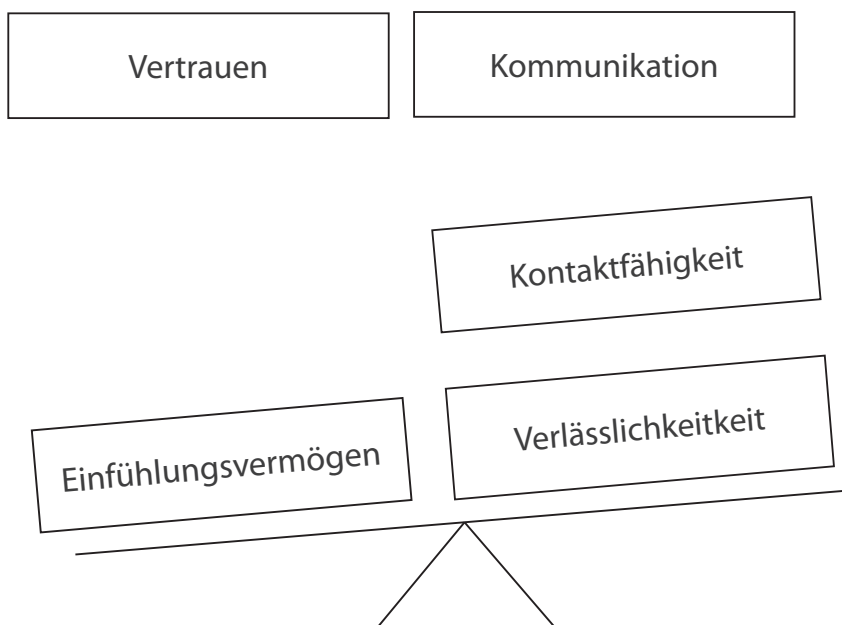 Vertrauen
Kommunikation
Kontaktfähigkeit
Einfühlungsvermögen
Verlässlichkeitkeit